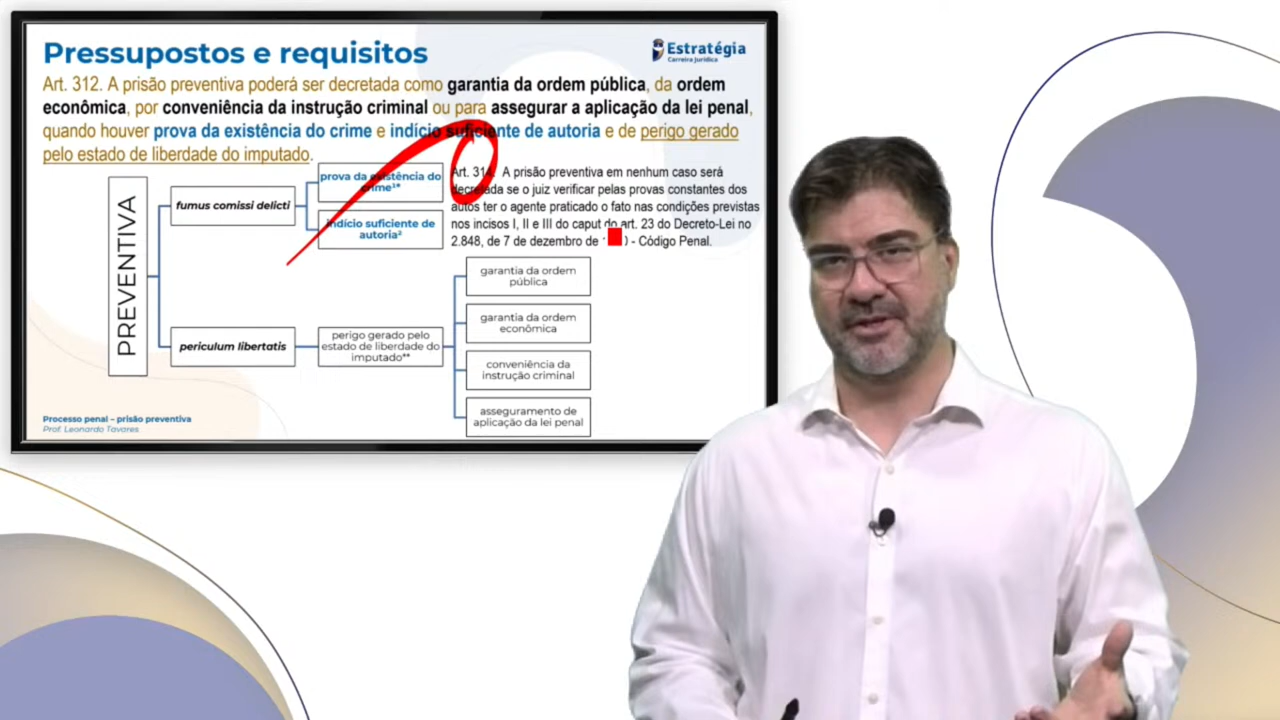 Pressupostos e requisitos
Estratégia
Carreira Jurídica
Art. 312. A prisão preventiva poderá ser decretada como garantia da ordem pública, da ordem
econômica, por conveniência da instrução criminal ou para assegurar a aplicação da lei penal,
quando houver prova da existência do crime e indício suficiente de autoria e de perigo gerado
pelo estado de liberdade do imputado.
PREVENTIVA
fumus comissi delicti
prova da existência do
crime¹*
indício suficiente de
autoria²
Art. 314. A prisão preventiva em nenhum caso será
decretada se o juiz verificar pelas provas constantes dos
autos ter o agente praticado o fato nas condições previstas
nos incisos I, II e III do caput do art. 23 do Decreto-Lei no
2.848, de 7 de dezembro de - Código Penal.
periculum libertatis
perigo gerado pelo
estado de liberdade do
imputado**
garantia da ordem
pública
garantia da ordem
econômica
conveniência da
instrução criminal
asseguramento de
aplicação da lei penal
Processo penal – prisão preventiva
Prof. Leonardo Tavares